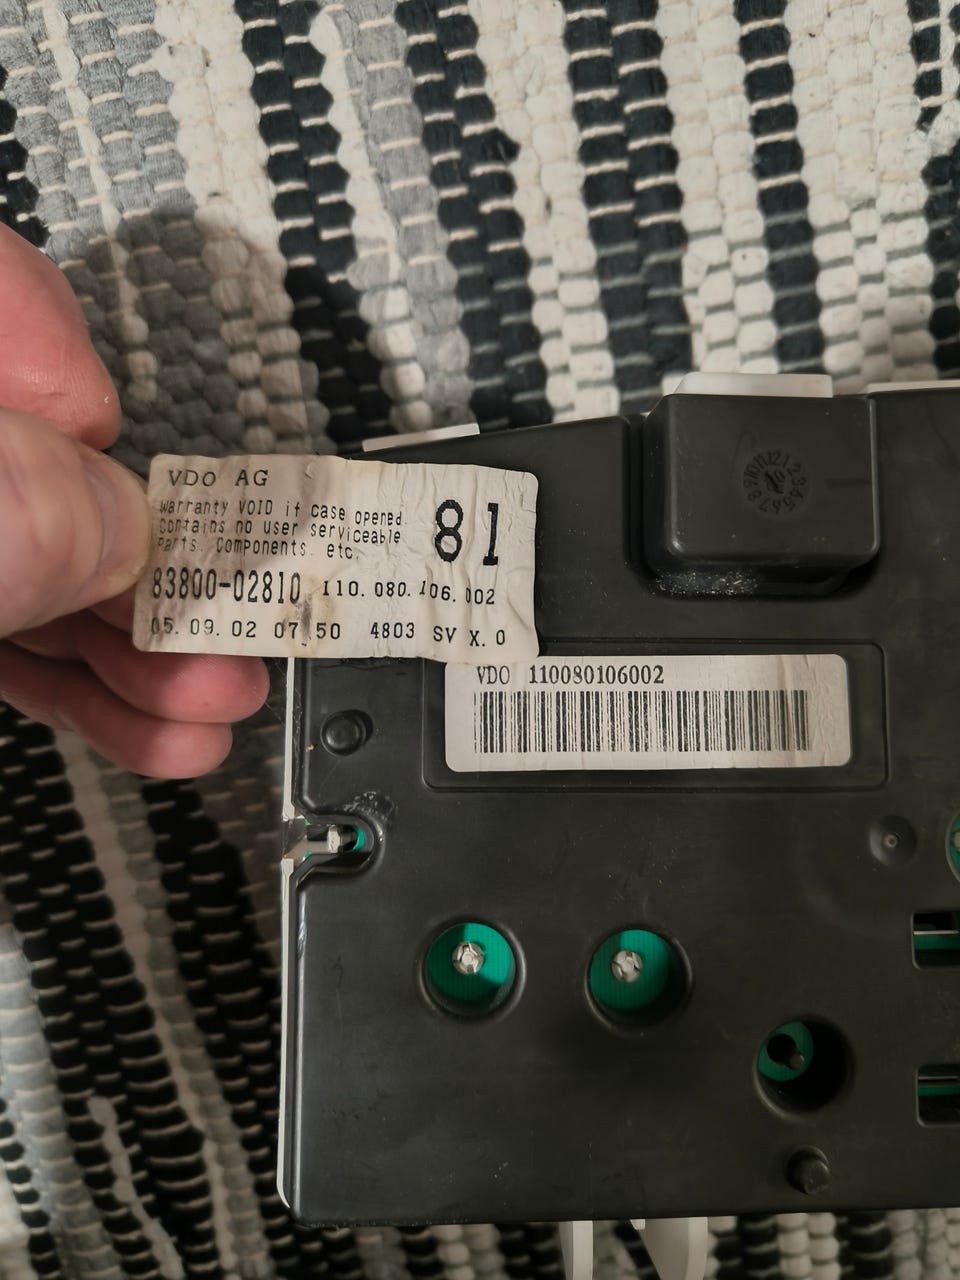 VDO AG
Warranty VOID if case opened.
Contains no user serviceable
Parts. Components. etc.
81
83800-02810 110.080.106.002
05.09.02 07:50 4803 SV X.0
VDO 110080106002